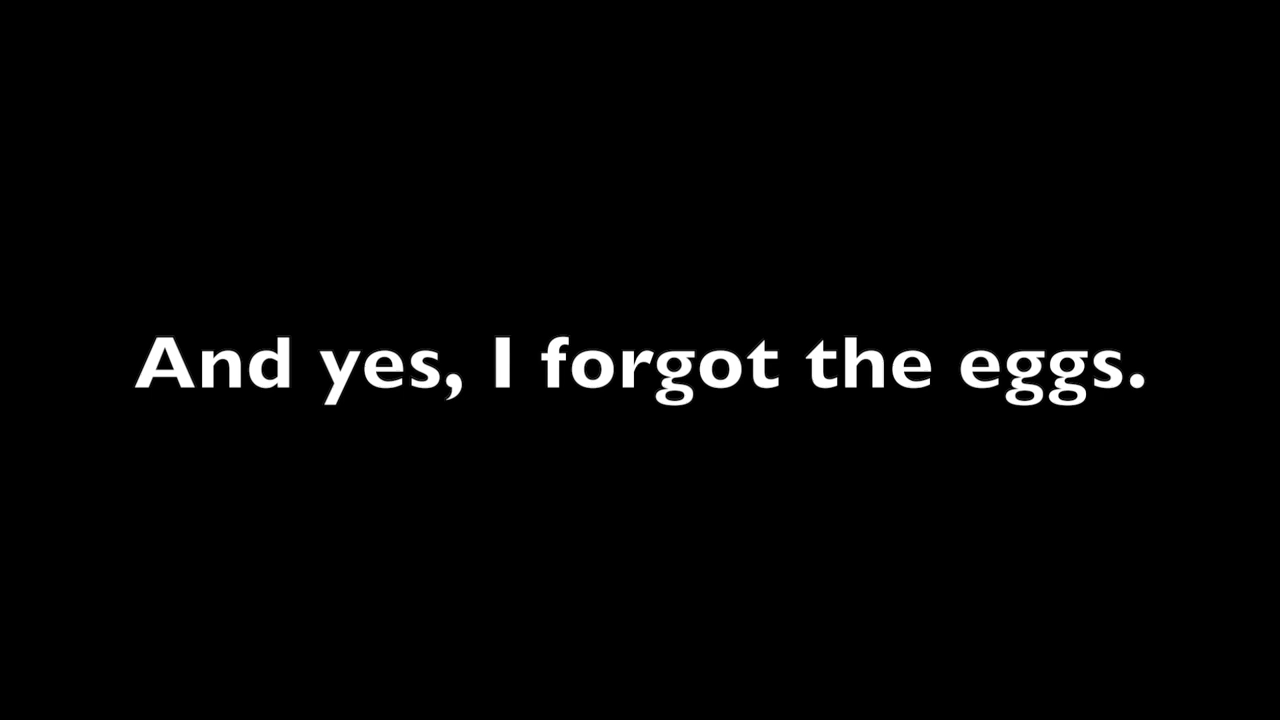 And yes, I forgot the eggs.